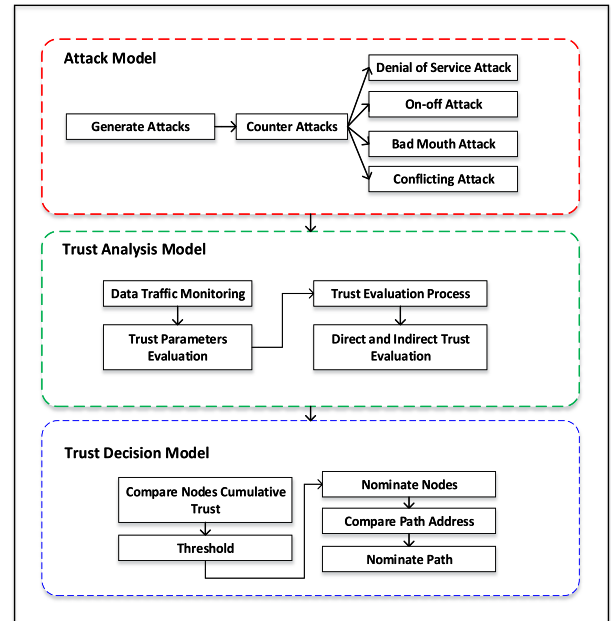 Attack Model
Generate Attacks
Counter Attacks
Denial of Service Attack
On-off Attack
Bad Mouth Attack
Conflicting Attack
Trust Analysis Model
Data Traffic Monitoring
Trust Parameters
Evaluation
Trust Evaluation Process
Direct and Indirect Trust
Evaluation
Trust Decision Model
Compare Nodes Cumulative
Trust
Threshold
Nominate Nodes
Compare Path Address
Nominate Path